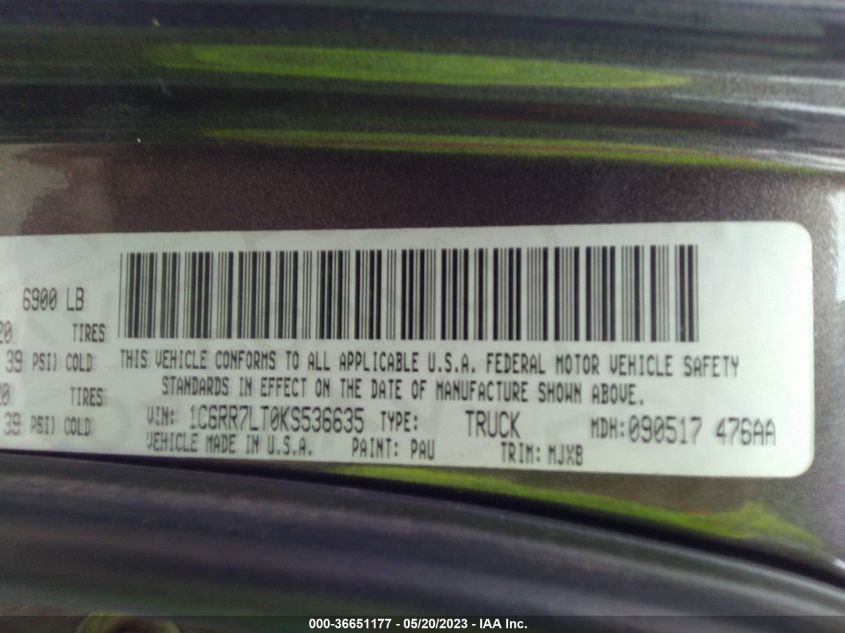 6900 LB
20 TIRES
39 PSI) COLD
20 TIRES
39 PSI) COLD
THIS VEHICLE CONFORMS TO ALL APPLICABLE U.S.A. FEDERAL MOTOR VEHICLE SAFETY
STANDARDS IN EFFECT ON THE DATE OF MANUFACTURE SHOWN ABOVE.
VIN: 1C6RR7LT0KS536635 TYPE: TRUCK MDH:090517 476AA
VEHICLE MADE IN U.S.A. PAINT: PAU TRIM: MJX8
000-36651177 - 05/20/2023 - IAA Inc.